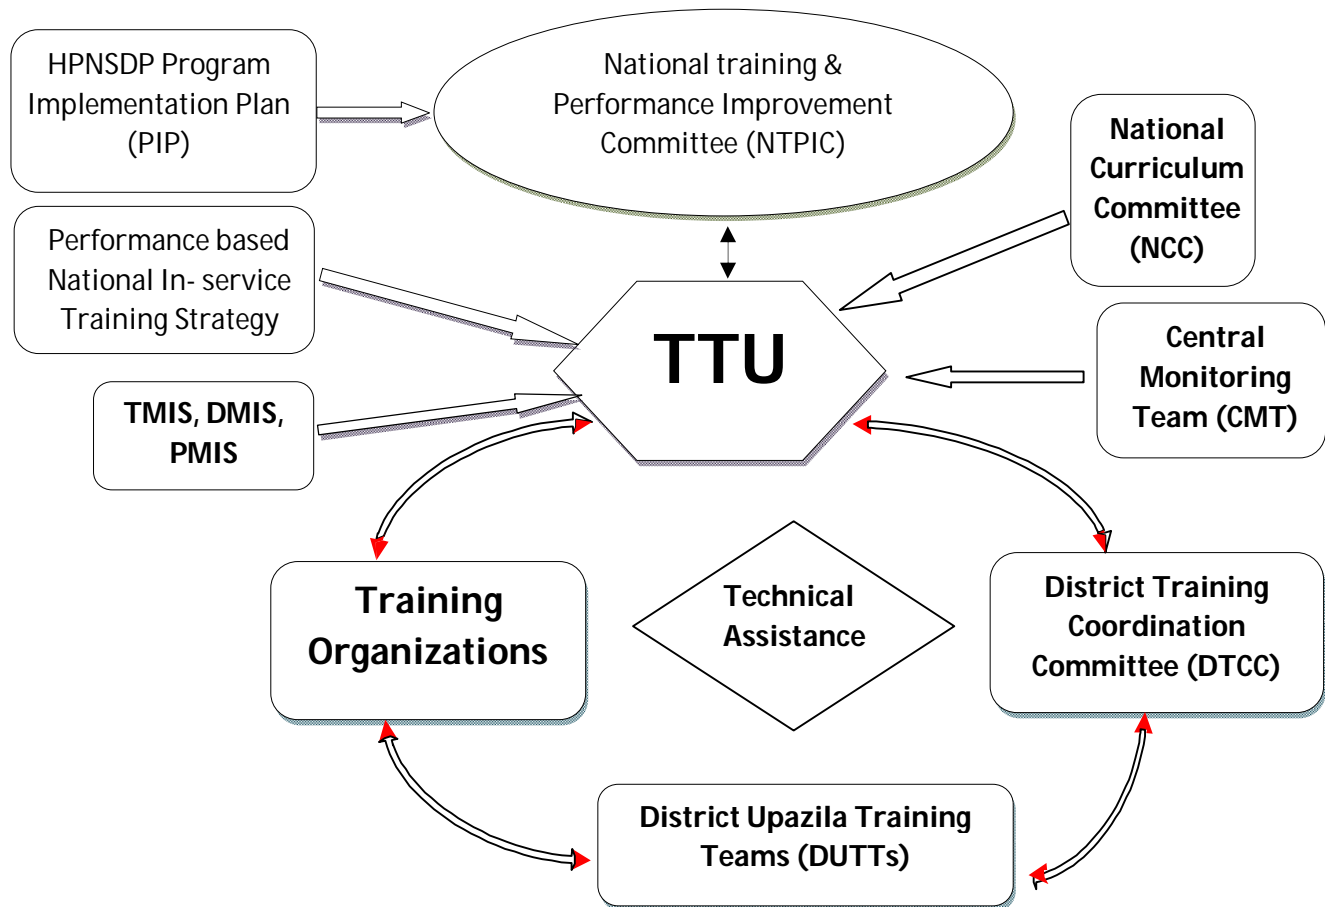 HPNSDP Program
Implementation Plan
(PIP)
National training &
Performance Improvement
Committee (NTPIC)
National
Curriculum
Committee
(NCC)
Performance based
National In- service
Training Strategy
TTU
Central
Monitoring
Team (CMT)
TMIS, DMIS,
PMIS
Training
Organizations
Technical
Assistance
District Training
Coordination
Committee (DTCC)
District Upazila Training
Teams (DUTTs)